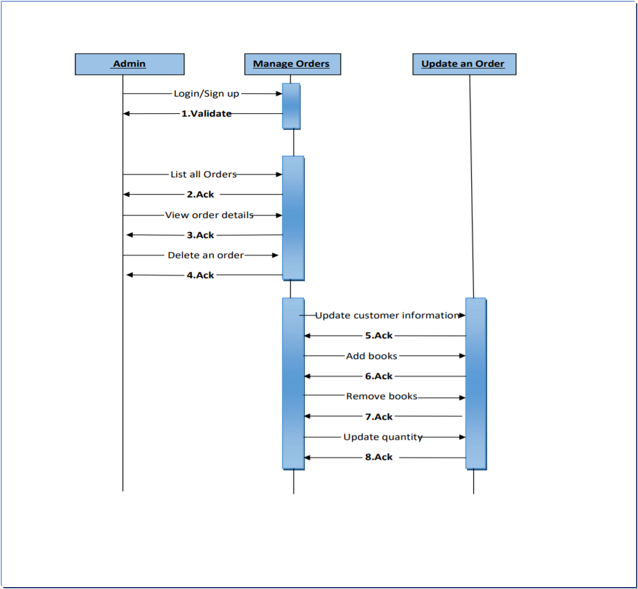 Admin
Manage Orders
Update an Order
Login/Sign up
1.Validate
List all Orders
2.Ack
View order details
3.Ack
Delete an order
4.Ack
Update customer information
5.Ack
Add books
6.Ack
Remove books
7.Ack
Update quantity
8.Ack